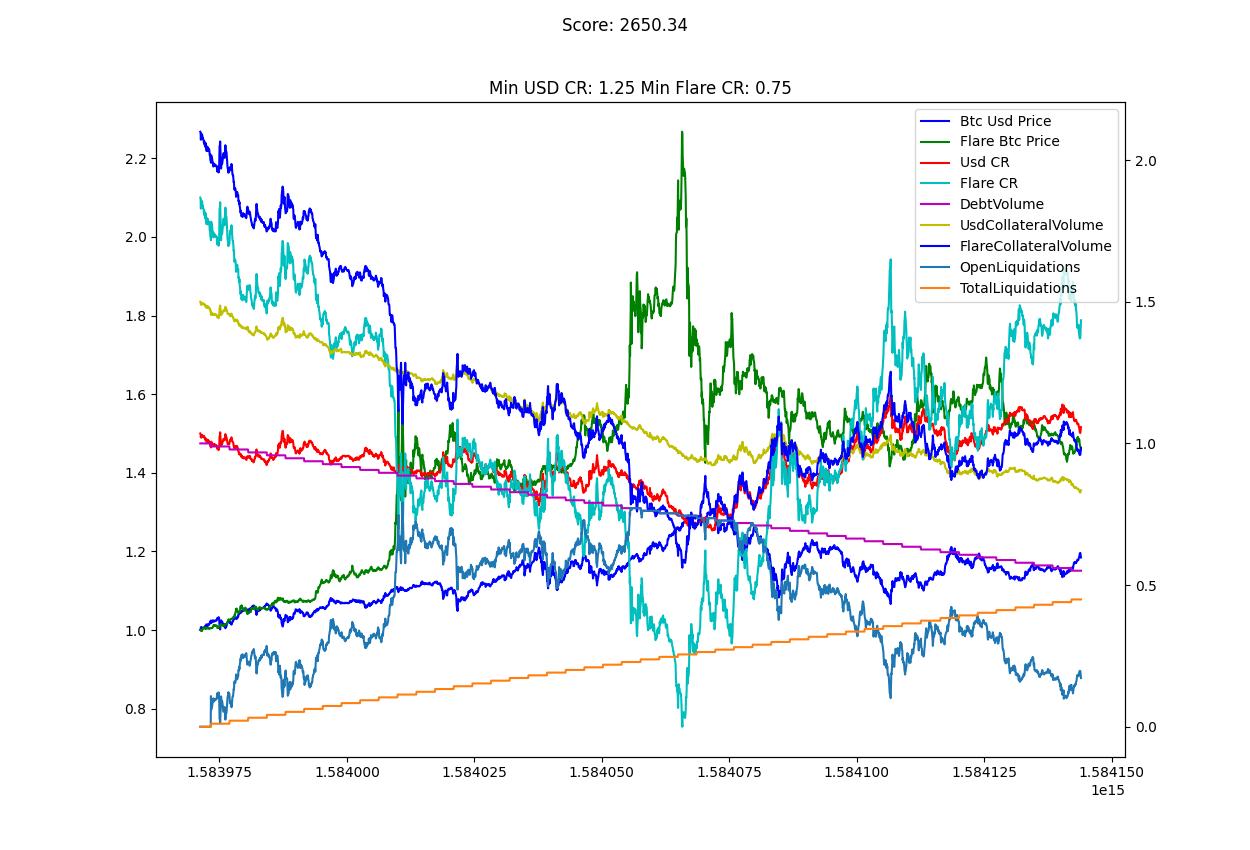 Score: 2650.34
Min USD CR: 1.25 Min Flare CR: 0.75
Btc Usd Price
Flare Btc Price
Usd CR
Flare CR
DebtVolume
UsdCollateralVolume
FlareCollateralVolume
OpenLiquidations
TotalLiquidations
2.2
2.0
1.8
1.6
1.4
1.2
1.0
0.8
2.0
1.5
1.0
0.5
0.0
1.583975 1.584000 1.584025 1.584050 1.584075 1.584100 1.584125 1.584150
1e15